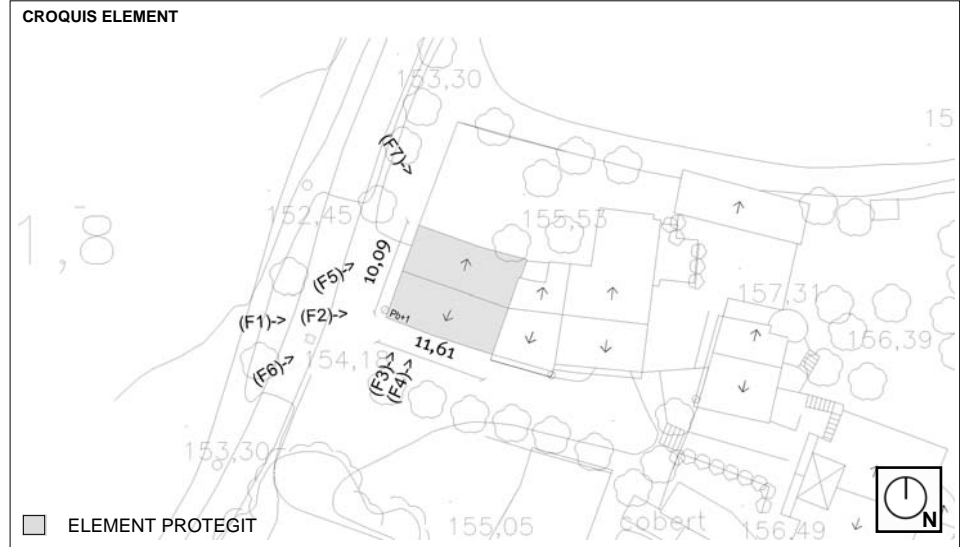 CROQUIS ELEMENT
153,30
15
(F7)->
152,45
155,53
1,8
10,09
(F5)->
157,31
(F1)->
(F2)->
Pb+1
11,61
156,39
154,18
(F6)->
(F3)->
(F4)->
153,30
155,05
cobert
156,49
N
ELEMENT PROTEGIT